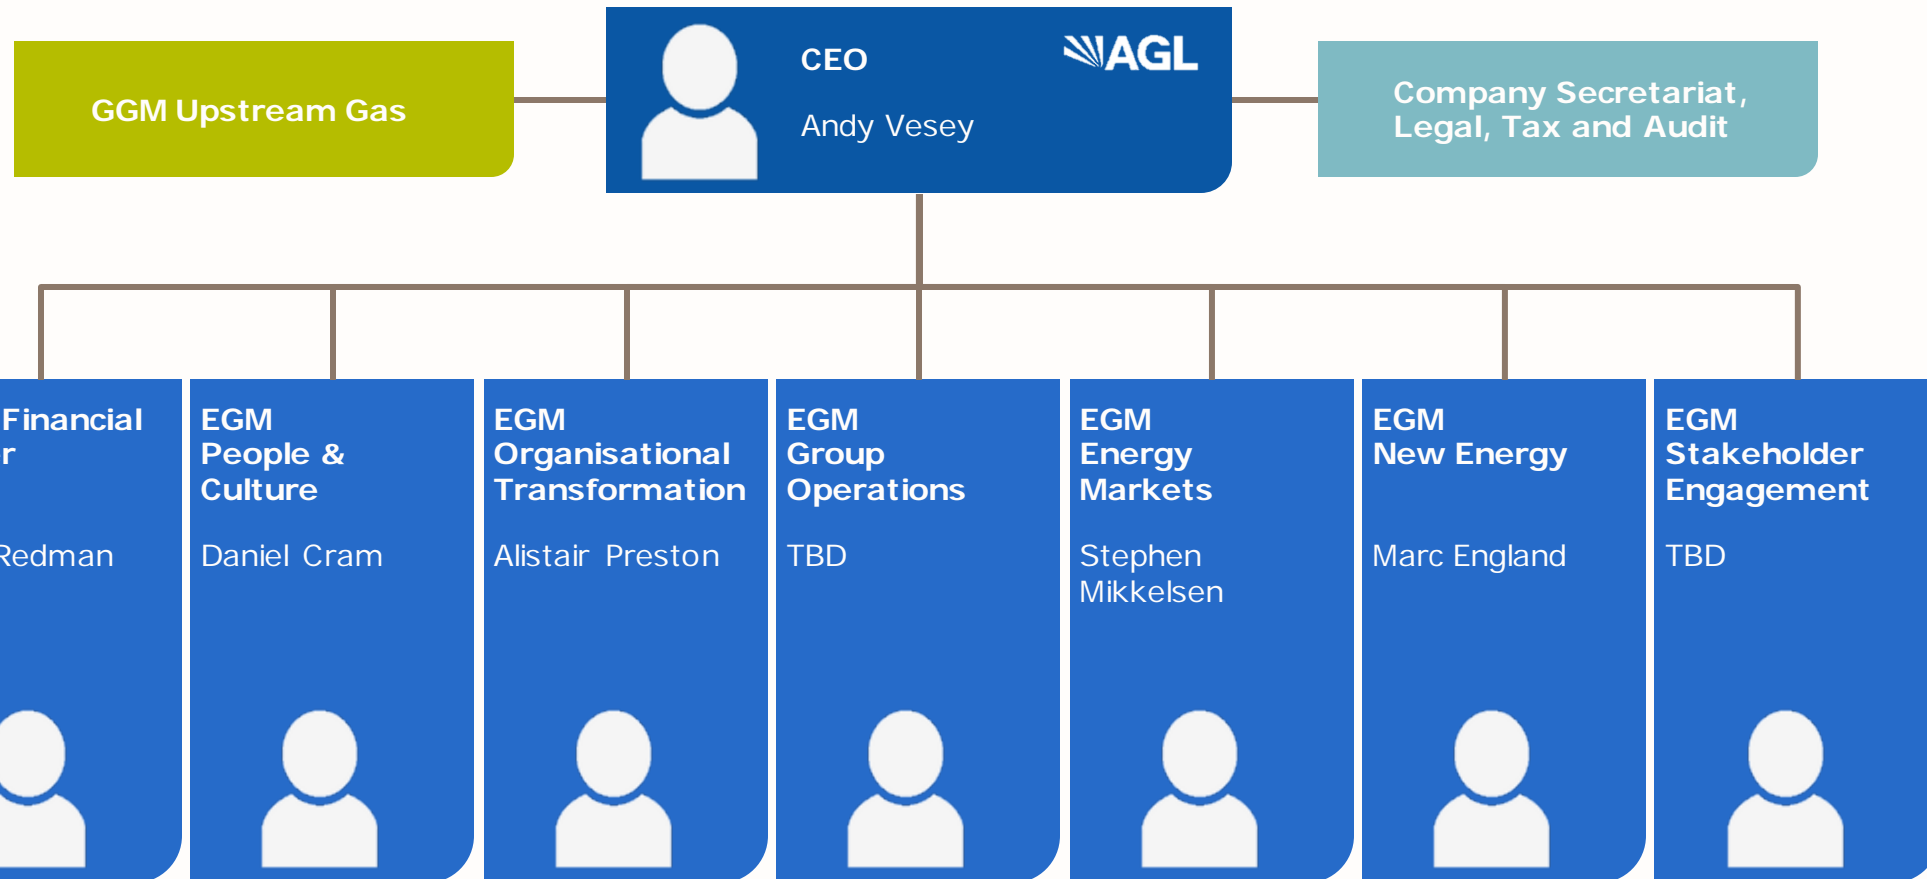 GGM Upstream Gas
CEO
Andy Vesey
AGL
Company Secretariat,
Legal, Tax and Audit
Financial
Redman
EGM
People &
Culture
Daniel Cram
EGM
Organisational
Transformation
Alistair Preston
EGM
Group
Operations
TBD
EGM
Energy
Markets
Stephen
Mikkelsen
EGM
New Energy
Marc England
EGM
Stakeholder
Engagement
TBD